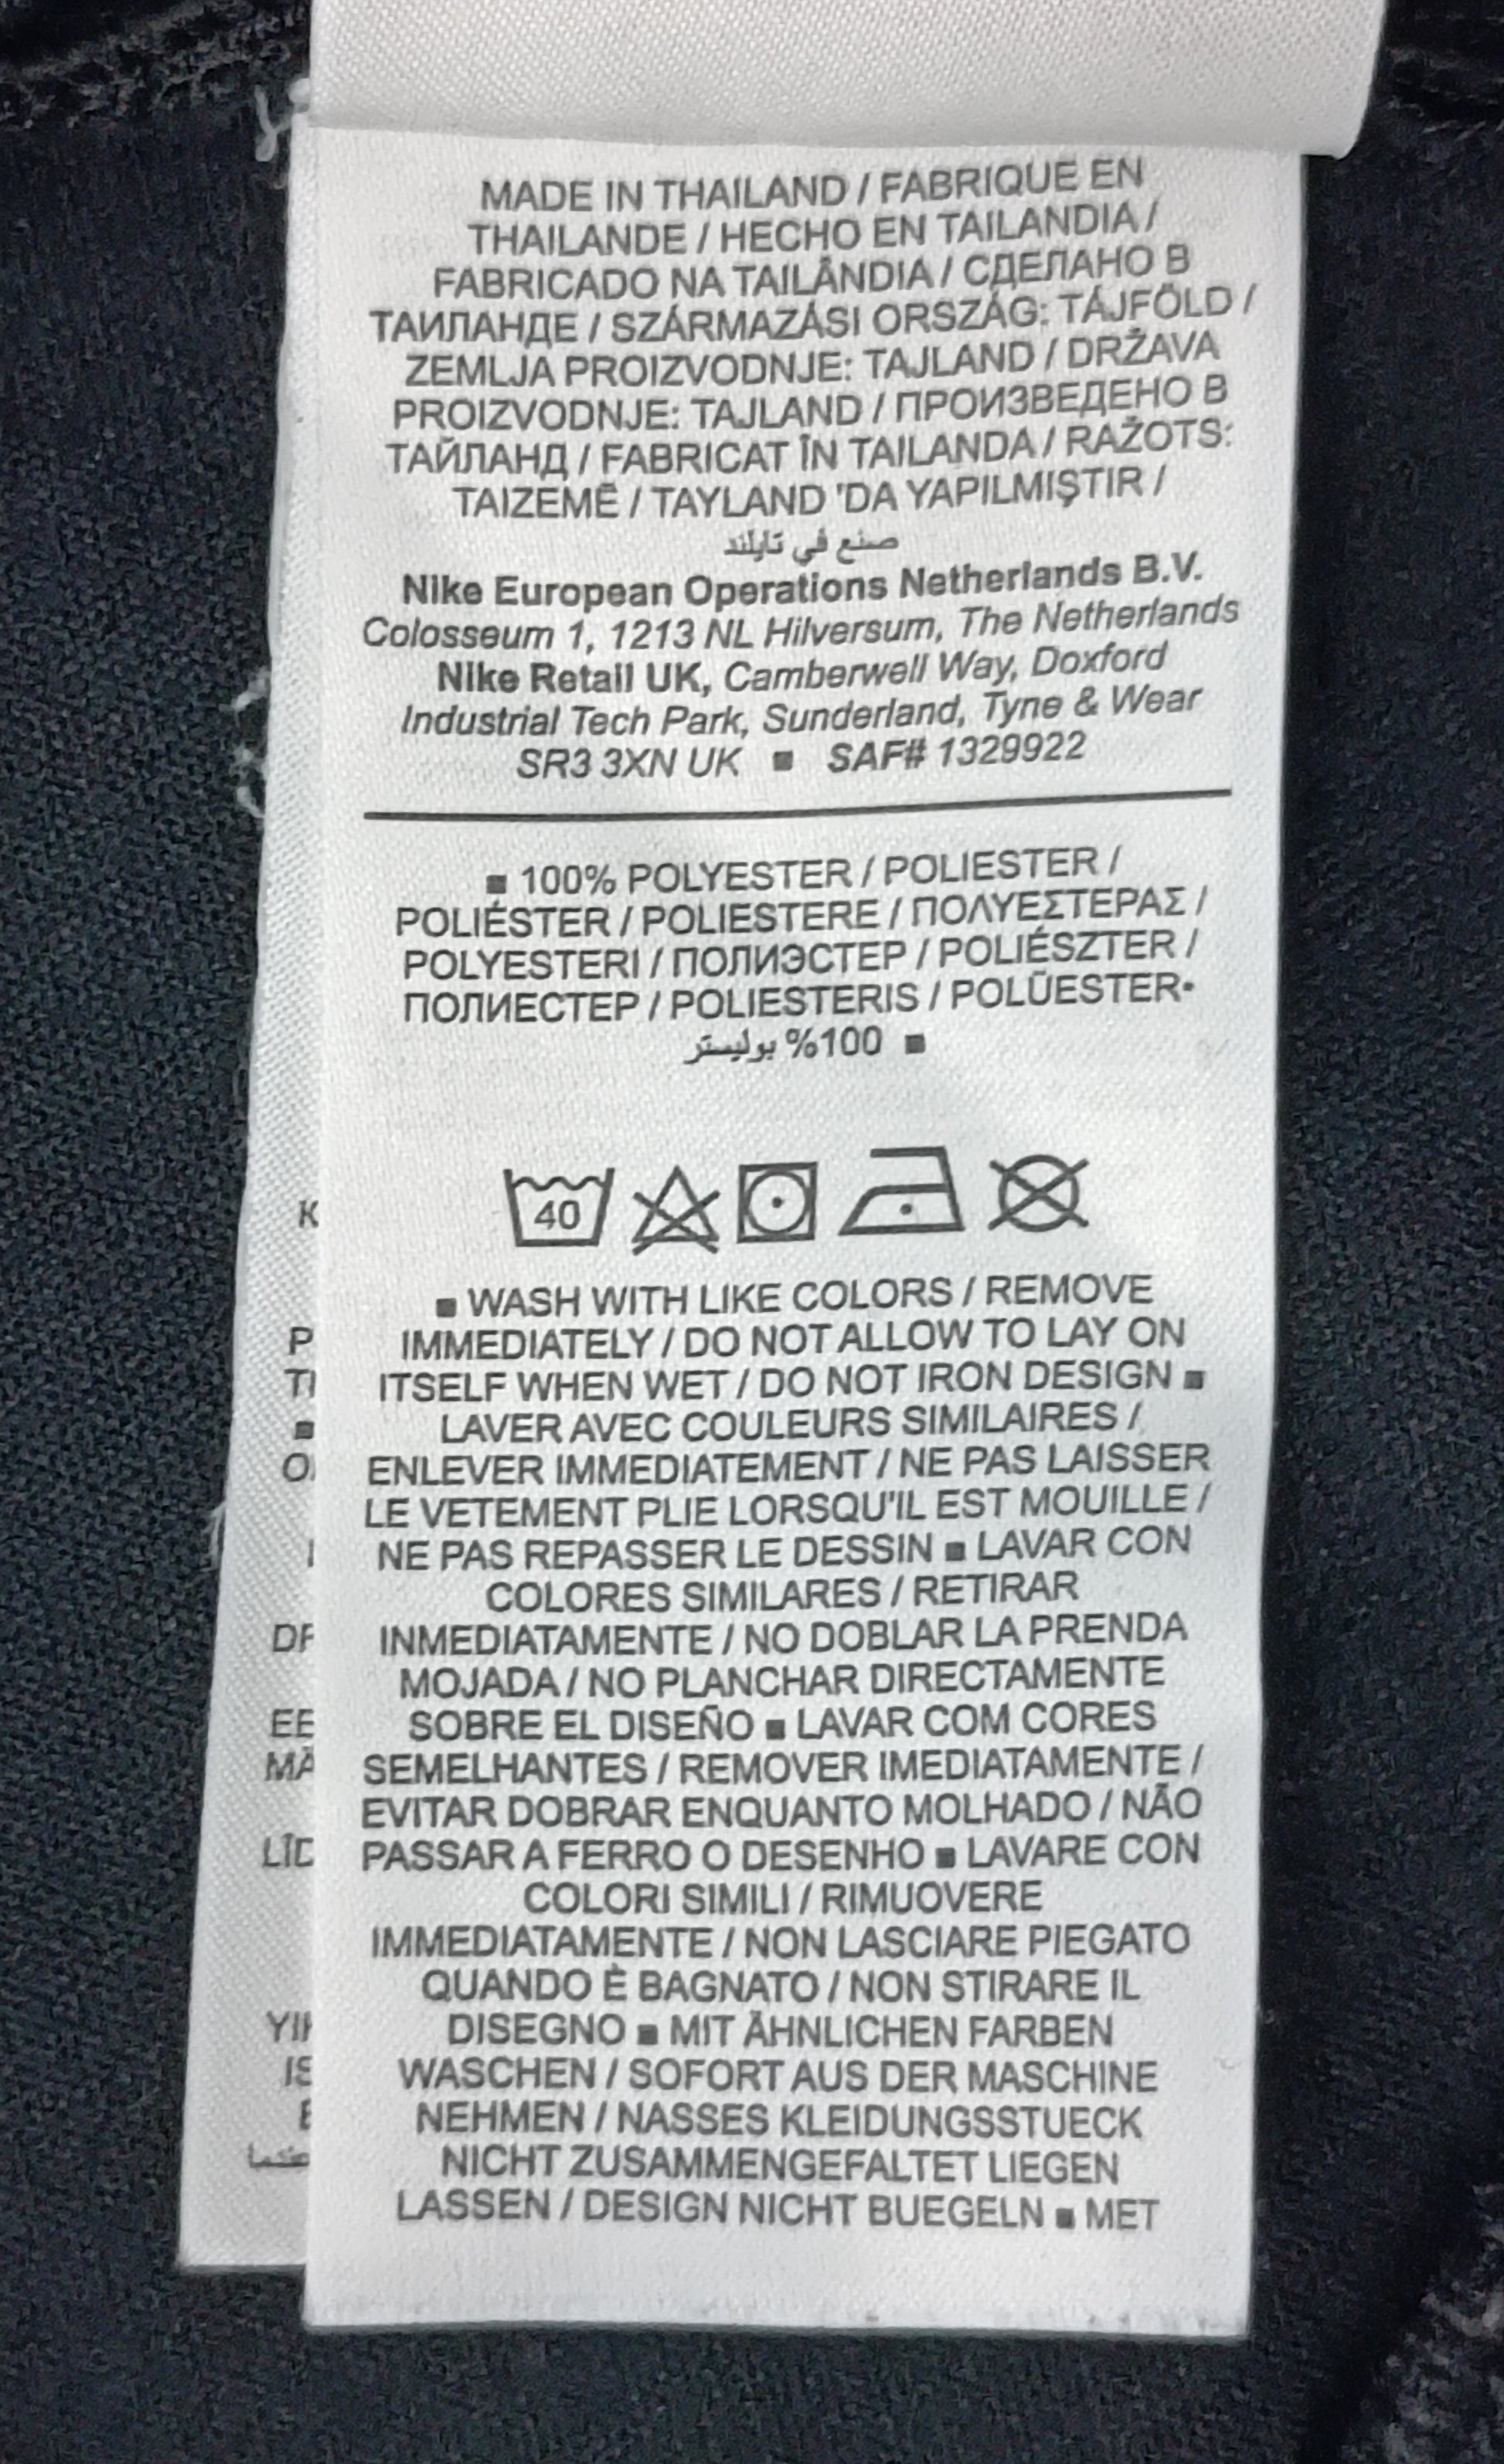 MADE IN THAILAND / FABRIQUE EN
THAILANDE / HECHO EN TAILANDIA /
FABRICADO NA TAILÂNDIA / СДЕЛАНО В
ТАИЛАНДЕ / SZÁRMAZÁSI ORSZÁG: TÁJFÖLD /
ZEMLJA PROIZVODNJE: TAJLAND / DRŽAVA
PROIZVODNJE: TAJLAND / ПРОИЗВЕДЕНО В
ТАЙЛАНД / FABRICAT ÎN TAILANDA / RAŽOTS:
TAIZEMĒ / TAYLAND 'DA YAPILMIŞTIR /
صنع في تايلند
Nike European Operations Netherlands B.V.
Colosseum 1, 1213 NL Hilversum, The Netherlands
Nike Retail UK, Camberwell Way, Doxford
Industrial Tech Park, Sunderland, Tyne & Wear
SR3 3XN UK ■ SAF# 1329922
■ 100% POLYESTER / POLIESTER /
POLIÉSTER / POLIESTERE / ΠΟΛΥΕΣΤΕΡΑΣ /
POLYESTERI / ПОЛИЭСТЕР / POLIÉSZTER /
ПОЛИЕСТЕР / POLIESTERIS / POLÜESTER•
■ 100% بوليستر
40
■ WASH WITH LIKE COLORS / REMOVE
IMMEDIATELY / DO NOT ALLOW TO LAY ON
ITSELF WHEN WET / DO NOT IRON DESIGN ■
LAVER AVEC COULEURS SIMILAIRES /
ENLEVER IMMEDIATEMENT / NE PAS LAISSER
LE VETEMENT PLIE LORSQU'IL EST MOUILLE /
NE PAS REPASSER LE DESSIN ■ LAVAR CON
COLORES SIMILARES / RETIRAR
INMEDIATAMENTE / NO DOBLAR LA PRENDA
MOJADA / NO PLANCHAR DIRECTAMENTE
SOBRE EL DISEÑO ■ LAVAR COM CORES
SEMELHANTES / REMOVER IMEDIATAMENTE /
EVITAR DOBRAR ENQUANTO MOLHADO / NÃO
PASSAR A FERRO O DESENHO ■ LAVARE CON
COLORI SIMILI / RIMUOVERE
IMMEDIATAMENTE / NON LASCIARE PIEGATO
QUANDO È BAGNATO / NON STIRARE IL
DISEGNO ■ MIT ÄHNLICHEN FARBEN
WASCHEN / SOFORT AUS DER MASCHINE
NEHMEN / NASSES KLEIDUNGSSTUECK
NICHT ZUSAMMENGEFALTET LIEGEN
LASSEN / DESIGN NICHT BUEGELN ■ MET